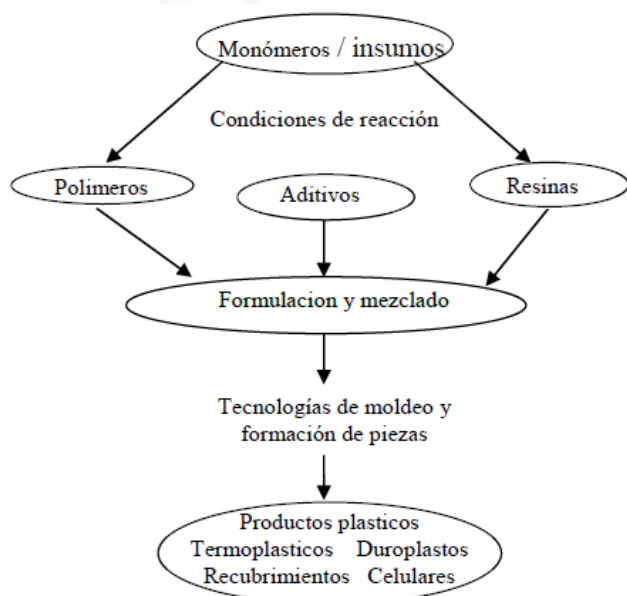 Monómeros / insumos
Condiciones de reacción
Polimeros
Aditivos
Resinas
Formulacion y mezclado
Tecnologías de moldeo y
formación de piezas
Productos plasticos
Termoplasticos Duroplastos
Recubrimientos Celulares